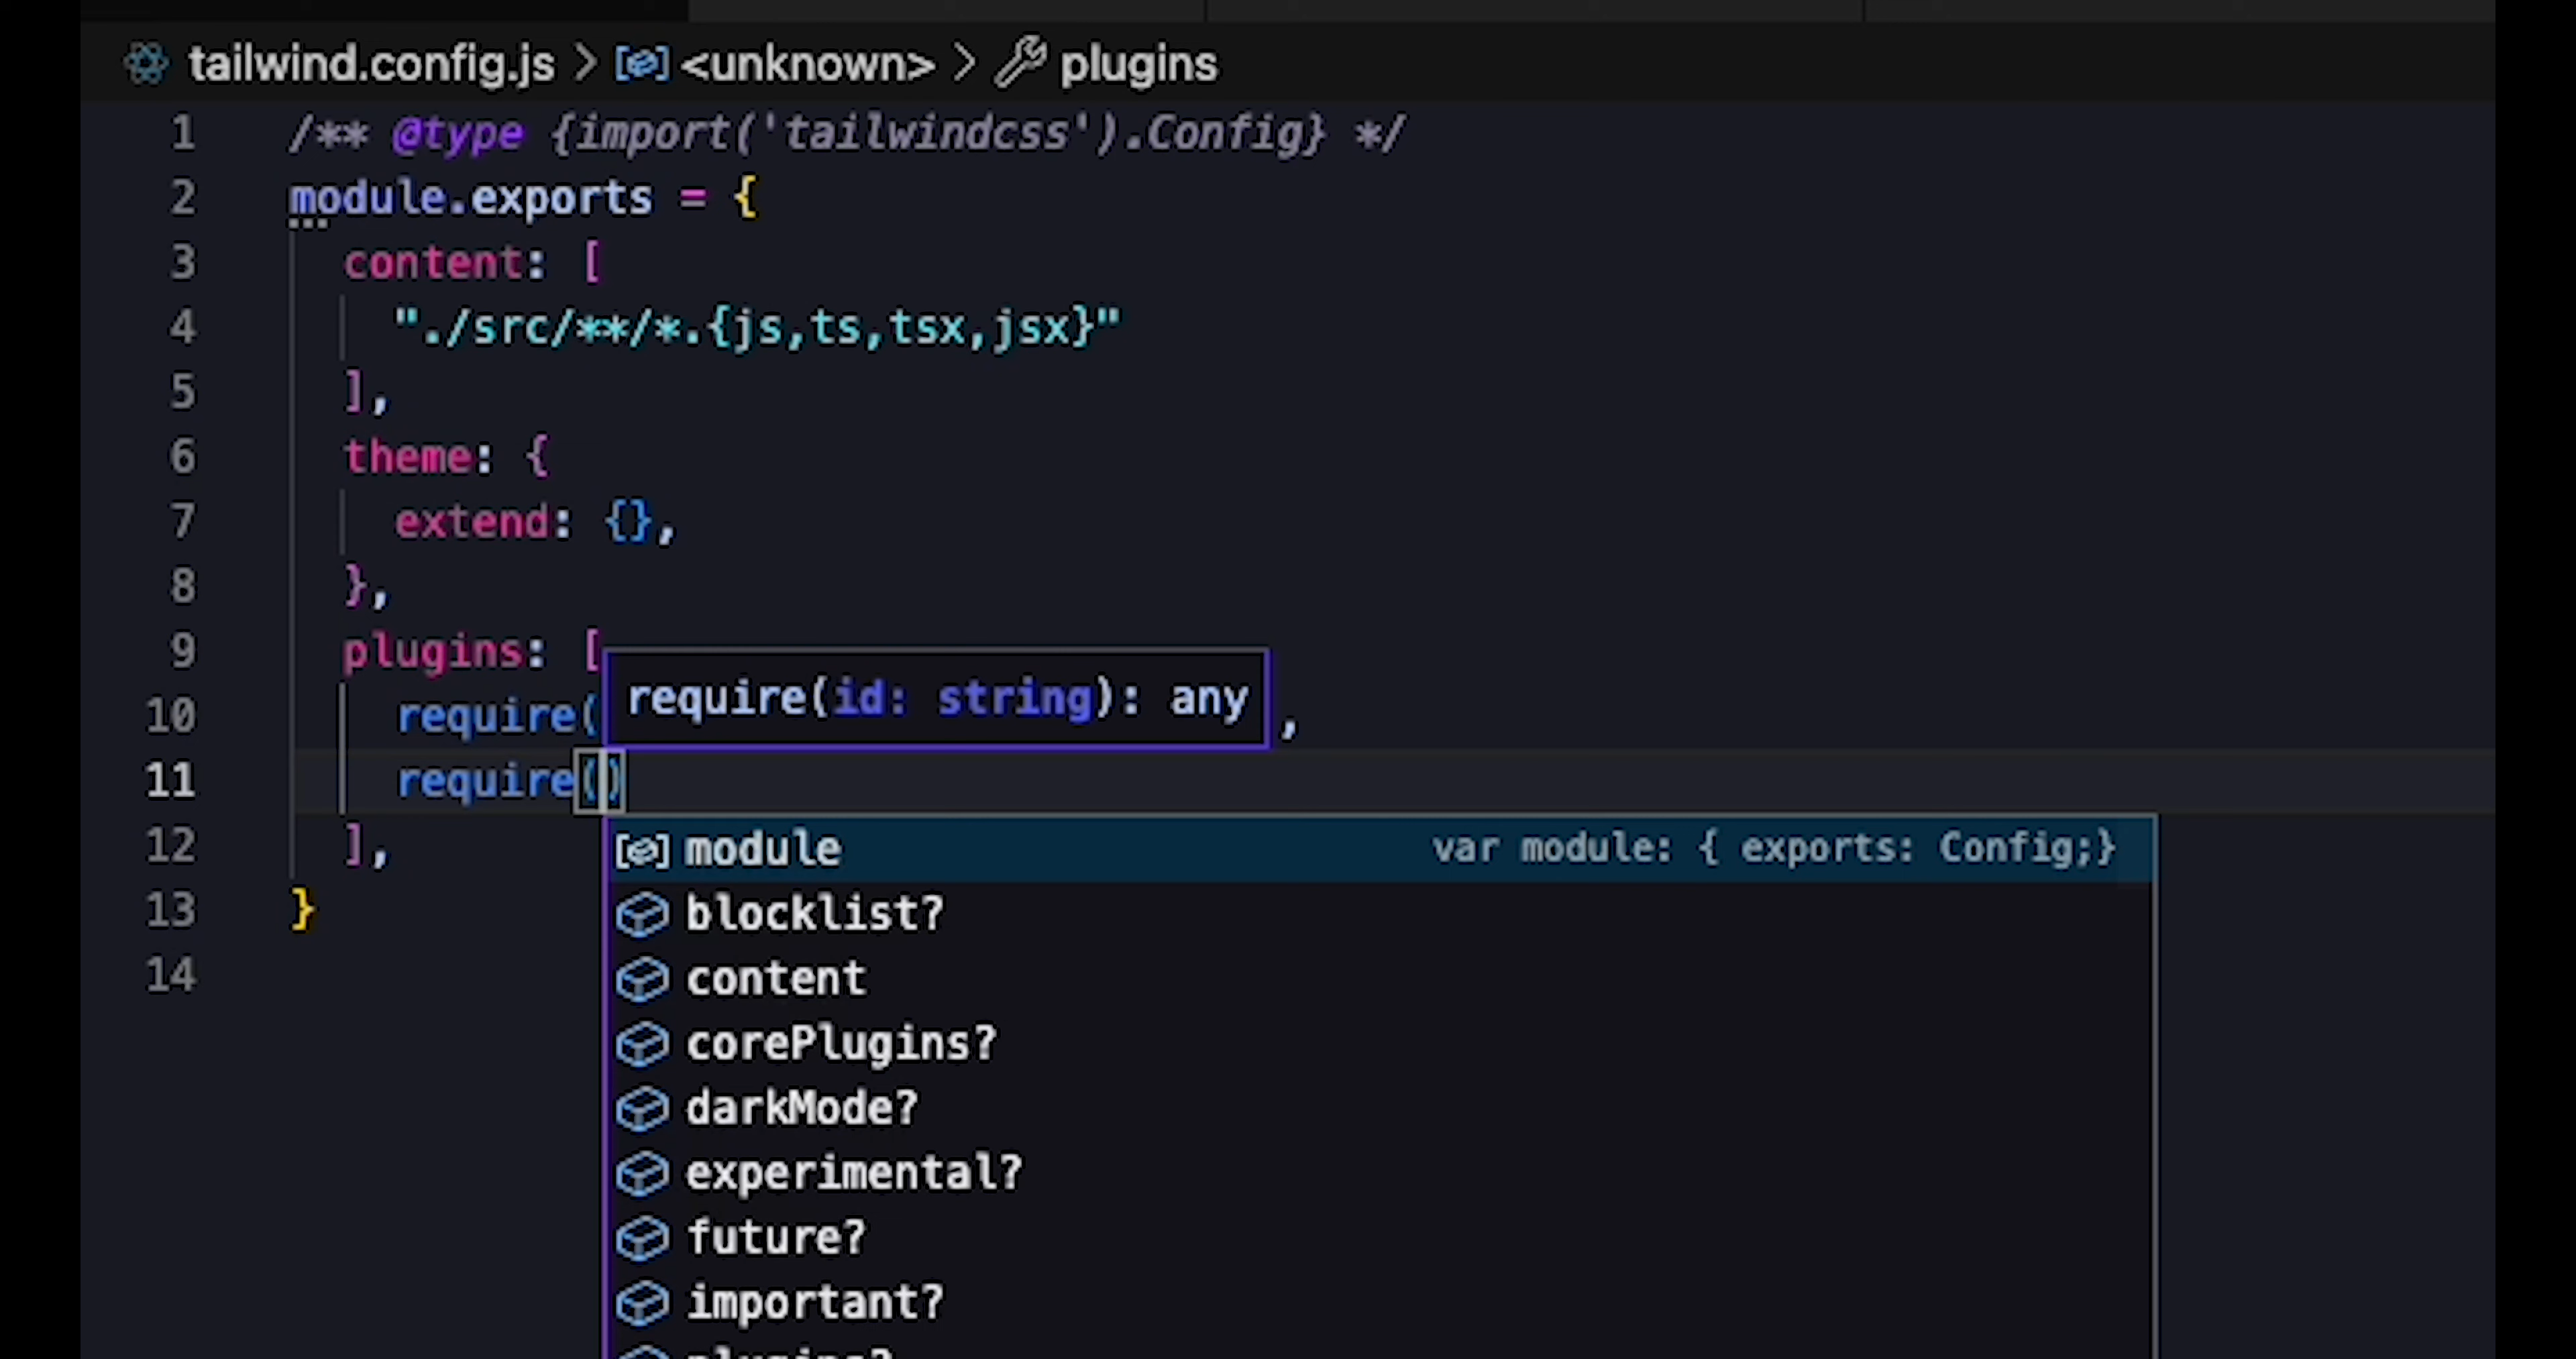 tailwind.config.js > <unknown> > plugins
1 /** @type {import('tailwindcss').Config} */
2 module.exports = {
3 content: [
4 "./src/**/*.{js,ts,tsx,jsx}"
5 ],
6 theme: {
7 extend: {},
8 },
9 plugins: [
require(id: string): any
10 require( ,
11 require()
12 ],
13 }
14
module var module: { exports: Config;}
blocklist?
content
corePlugins?
darkMode?
experimental?
future?
important?
plugins?